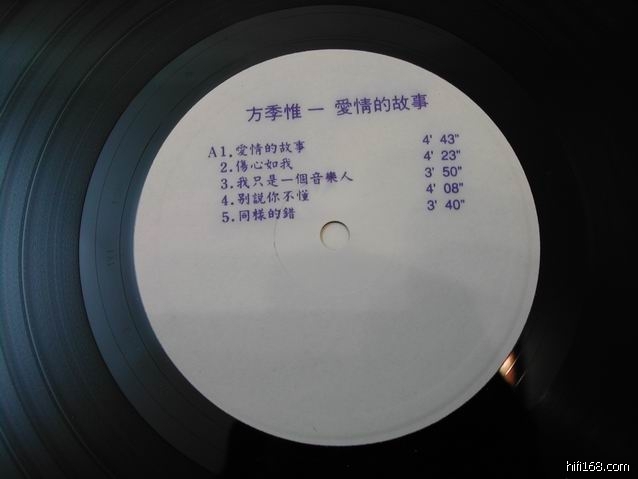 方季惟 — 愛情的故事
A1.愛情的故事 4' 43"
2.傷心如我 4' 23"
3.我只是一個音樂人 3' 50"
4.別說你不懂 4' 08"
5.同樣的錯 3' 40"
hifi168.com